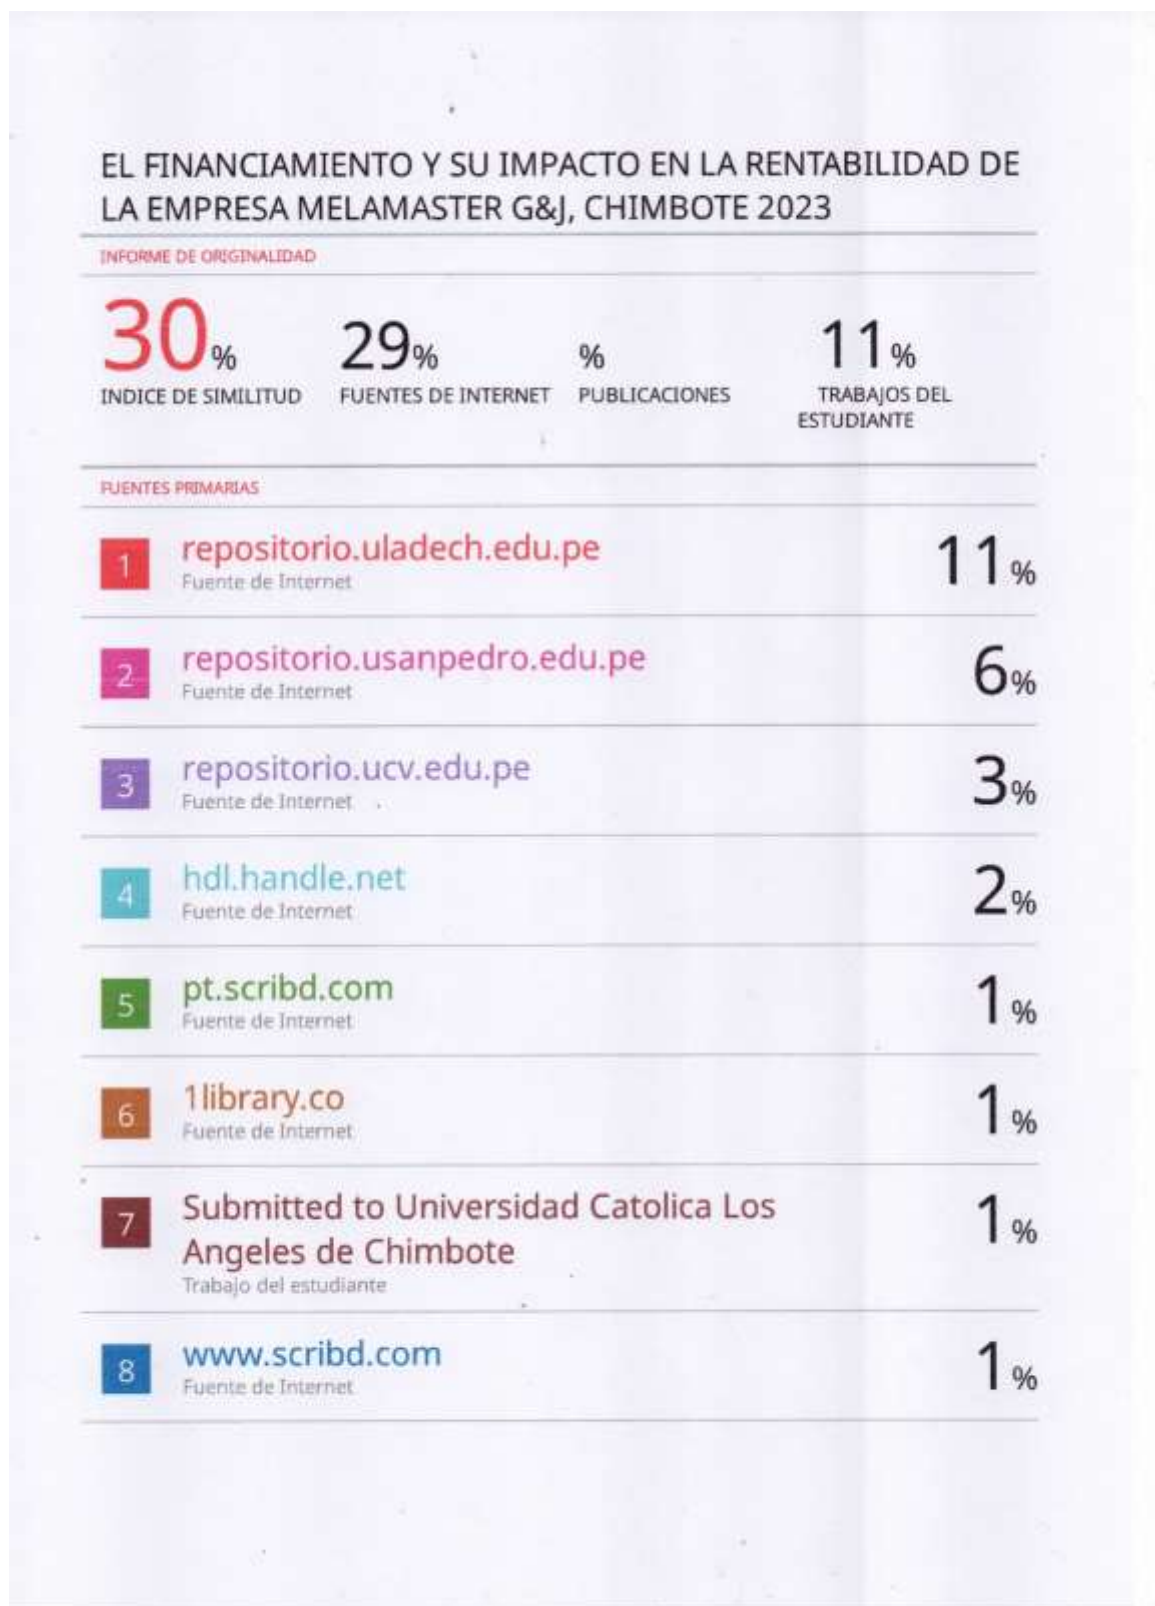 EL FINANCIAMIENTO Y SU IMPACTO EN LA RENTABILIDAD DE
LA EMPRESA MELAMASTER G&J, CHIMBOTE 2023
INFORME DE ORIGINALIDAD
30%
INDICE DE SIMILITUD
29%
FUENTES DE INTERNET
%
PUBLICACIONES
11%
TRABAJOS DEL
ESTUDIANTE
FUENTES PRIMARIAS
1
repositorio.uladech.edu.pe
Fuente de Internet
11%
2
repositorio.usanpedro.edu.pe
Fuente de Internet
6%
3
repositorio.ucv.edu.pe
Fuente de Internet
3%
4
hdl.handle.net
Fuente de Internet
2%
5
pt.scribd.com
Fuente de Internet
1%
6
1library.co
Fuente de Internet
1%
7
Submitted to Universidad Catolica Los
Angeles de Chimbote
Trabajo del estudiante
1%
8
www.scribd.com
Fuente de Internet
1%